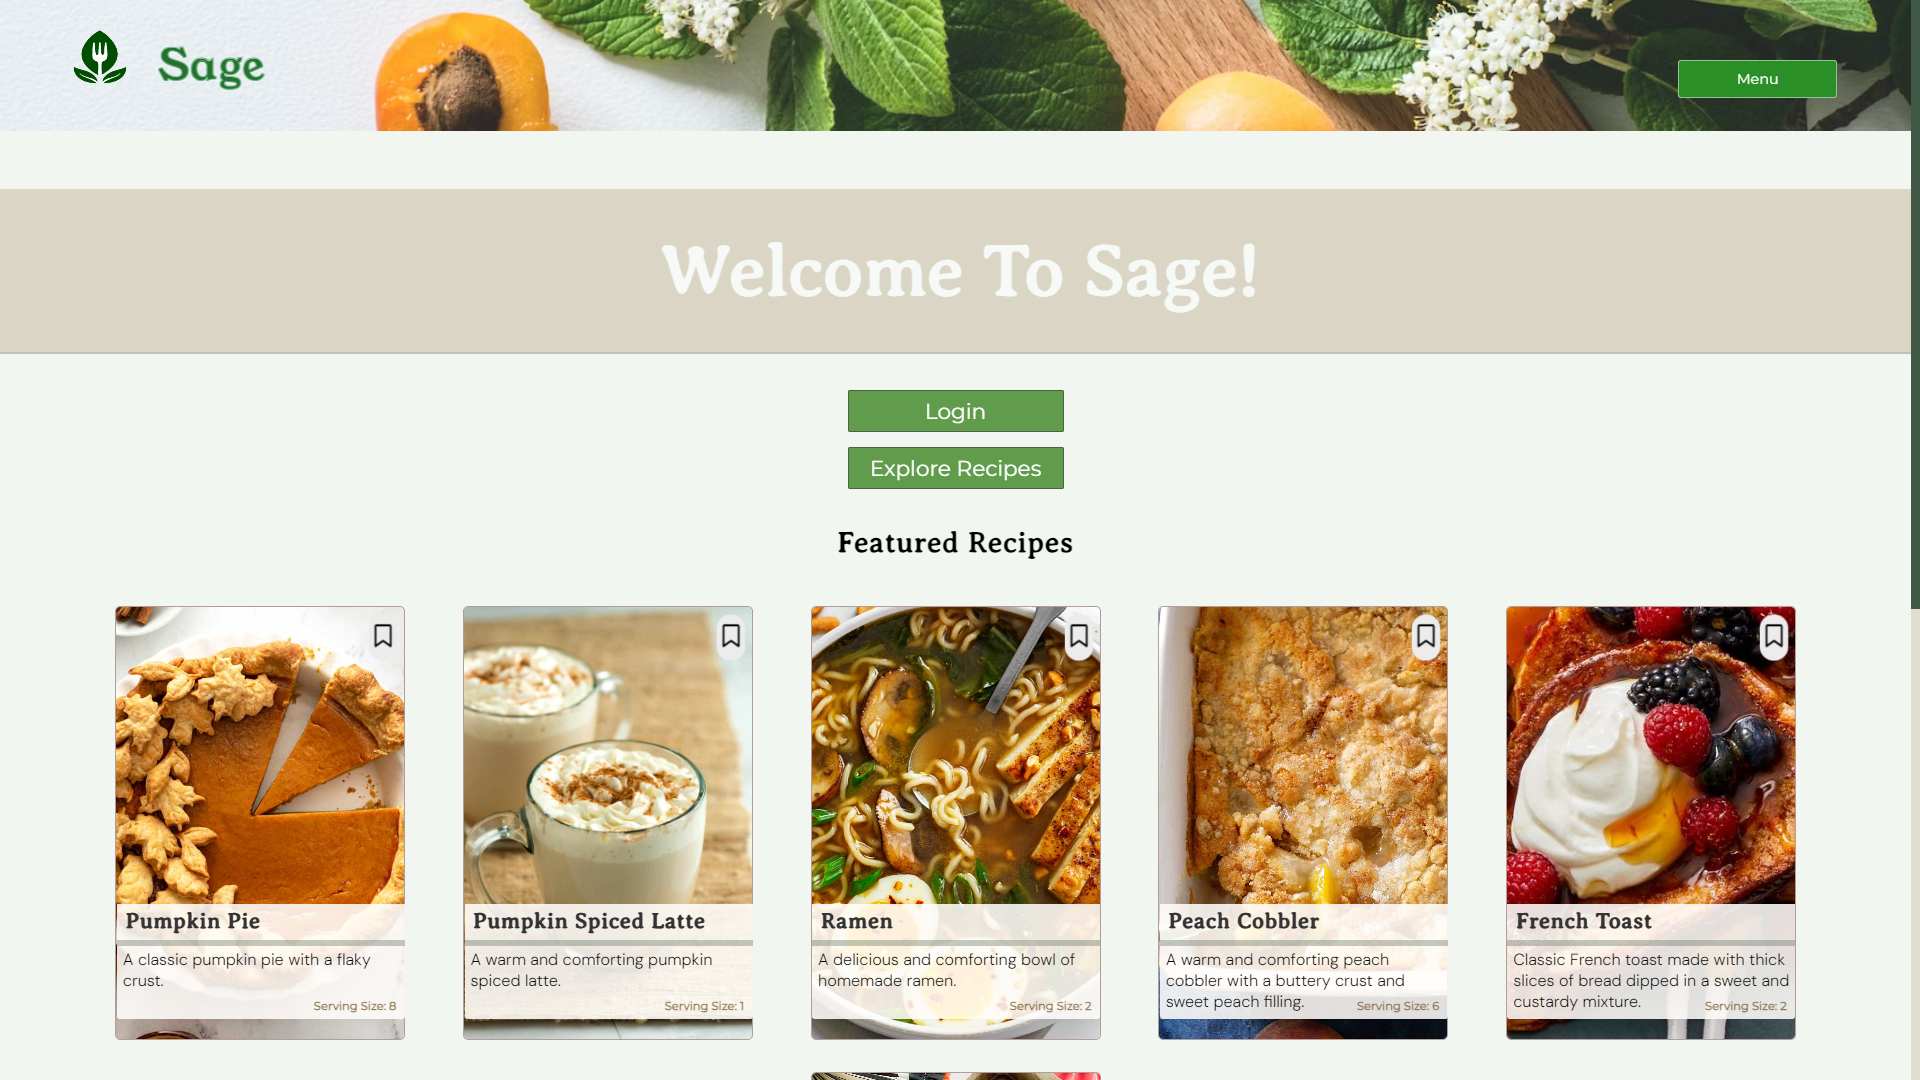 Sage
Menu
Welcome To Sage!
Login
Explore Recipes
Featured Recipes
Pumpkin Pie
A classic pumpkin pie with a flaky
crust.
Serving Size: 8
Pumpkin Spiced Latte
A warm and comforting pumpkin
spiced latte.
Serving Size: 1
Ramen
A delicious and comforting bowl of
homemade ramen.
Serving Size: 2
Peach Cobbler
A warm and comforting peach
cobbler with a buttery crust and
sweet peach filling.
Serving Size: 6
French Toast
Classic French toast made with thick
slices of bread dipped in a sweet and
custardy mixture.
Serving Size: 2